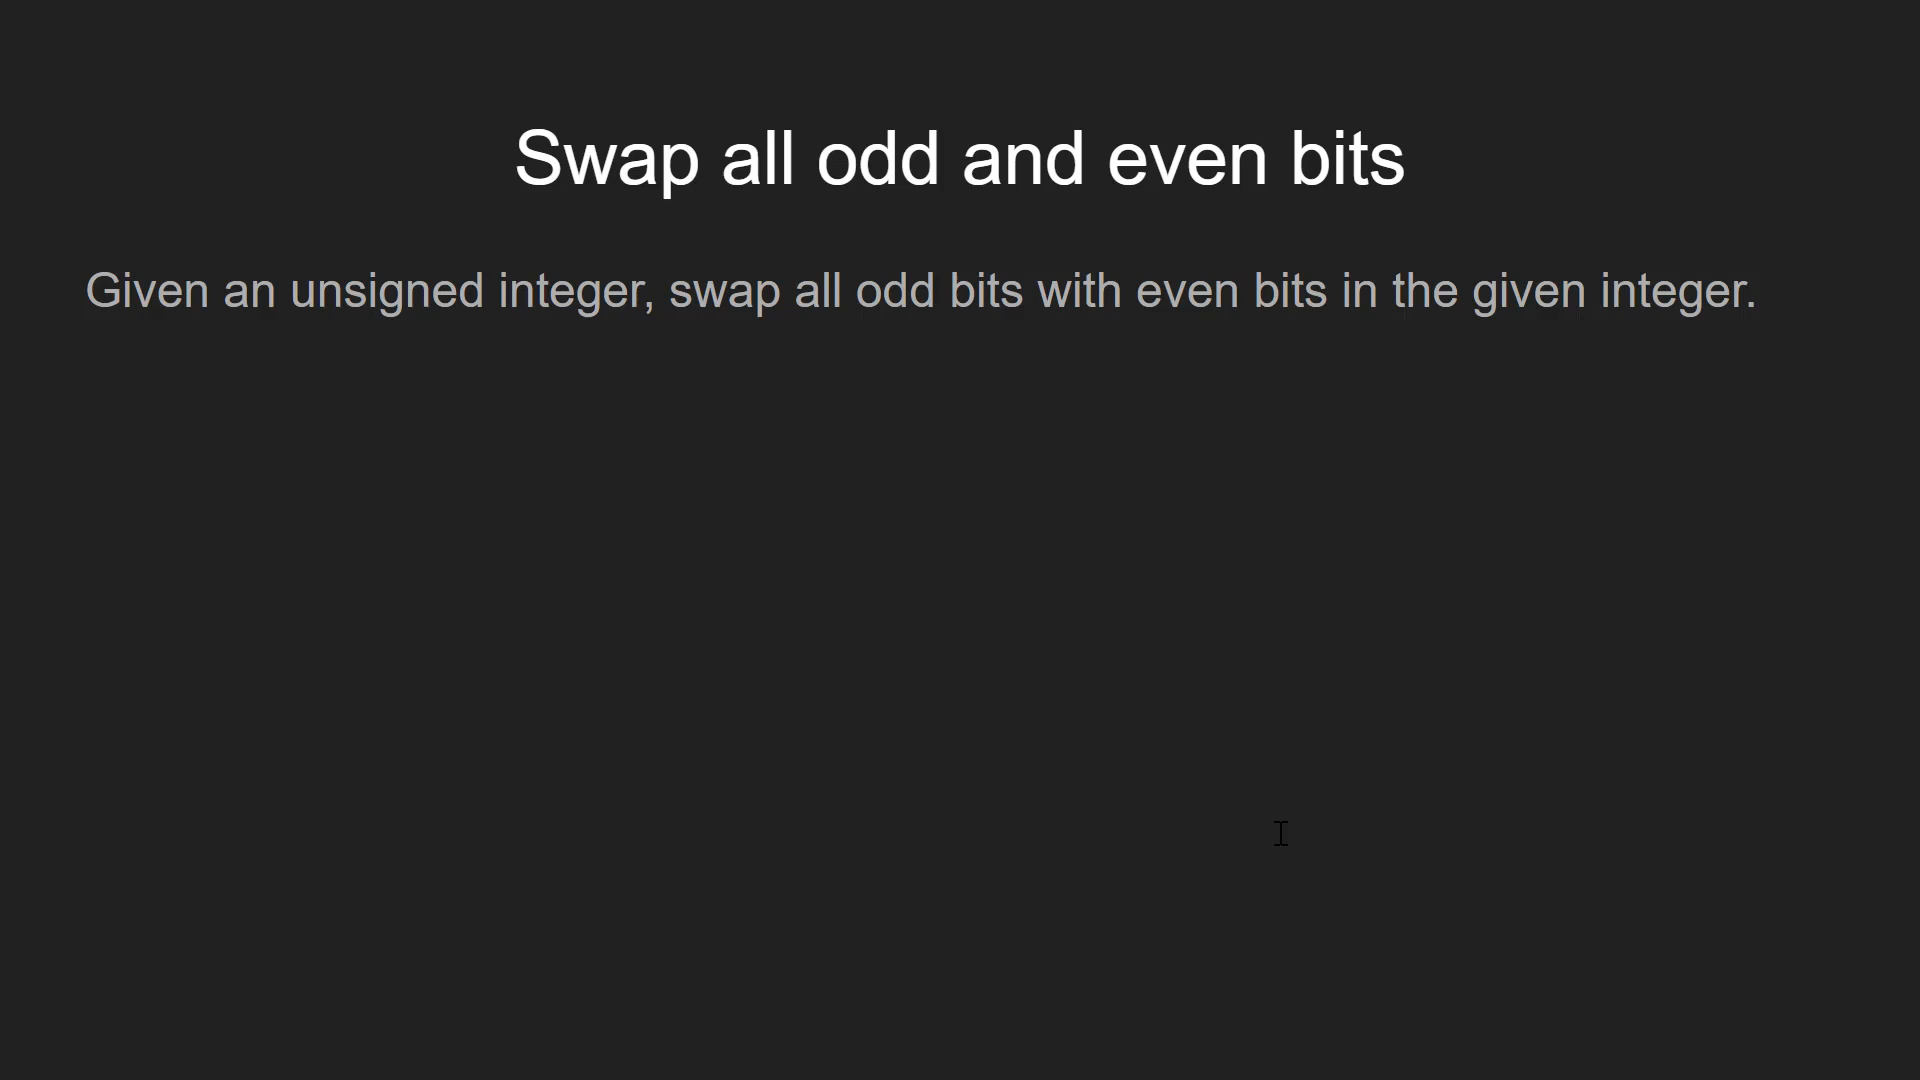 Swap all odd and even bits
Given an unsigned integer, swap all odd bits with even bits in the given integer.